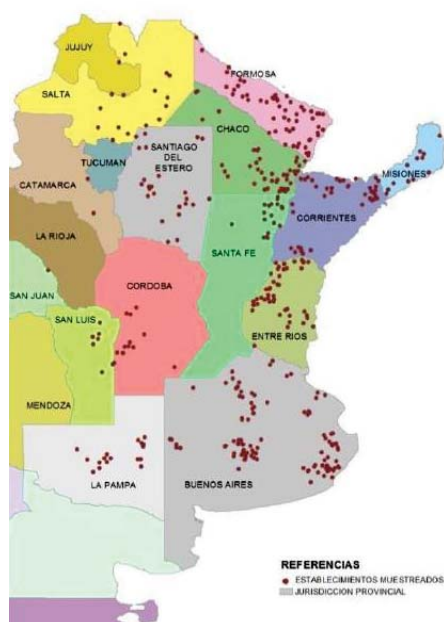 JUJUY
FORMOSA
SALTA
CHACO
SANTIAGO
DEL
ESTERO
TUCUMAN
MISIONES
CATAMARCA
CORRIENTES
LA RIOJA
SANTA FE
CORDOBA
SAN JUAN
SAN LUIS
ENTRE RIOS
MENDOZA
LA PAMPA
BUENOS AIRES
REFERENCIAS
ESTABLECIMIENTOS MUESTREADOS
JURISDICCION PROVINCIAL